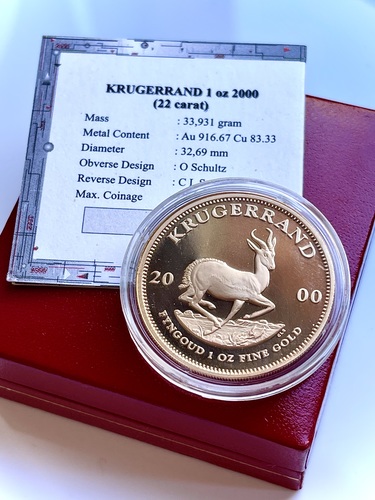 KRUGERRAND 1 oz 2000
(22 carat)
Mass : 33,931 gram
Metal Content : Au 916.67 Cu 83.33
Diameter : 32,69 mm
Obverse Design : O Schultz
Reverse Design : C L S
Max. Coinage
KRUGERRAND
20 00
FYNGOUD 1 OZ FINE GOLD